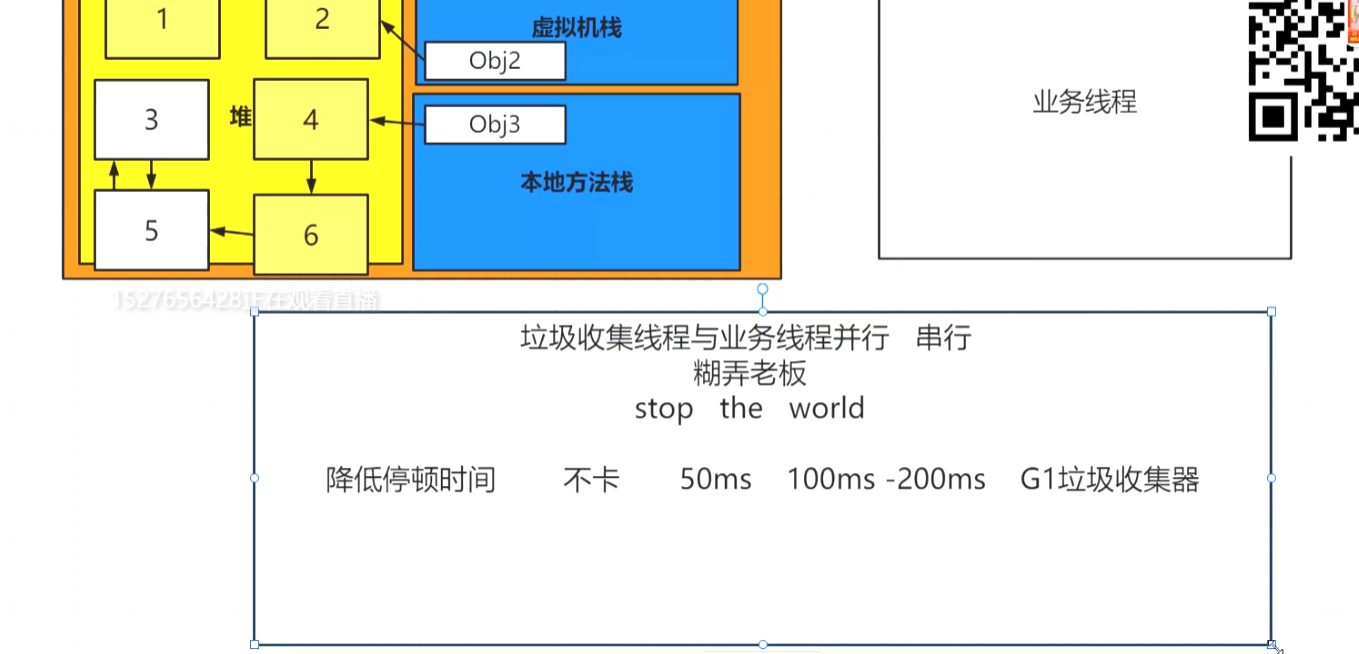 1
2
虚拟机栈
Obj2
3
堆
4
Obj3
业务线程
本地方法栈
5
6
1527656428正在观看直播
垃圾收集线程与业务线程并行 串行
糊弄老板
stop the world
降低停顿时间 不卡 50ms 100ms -200ms G1垃圾收集器